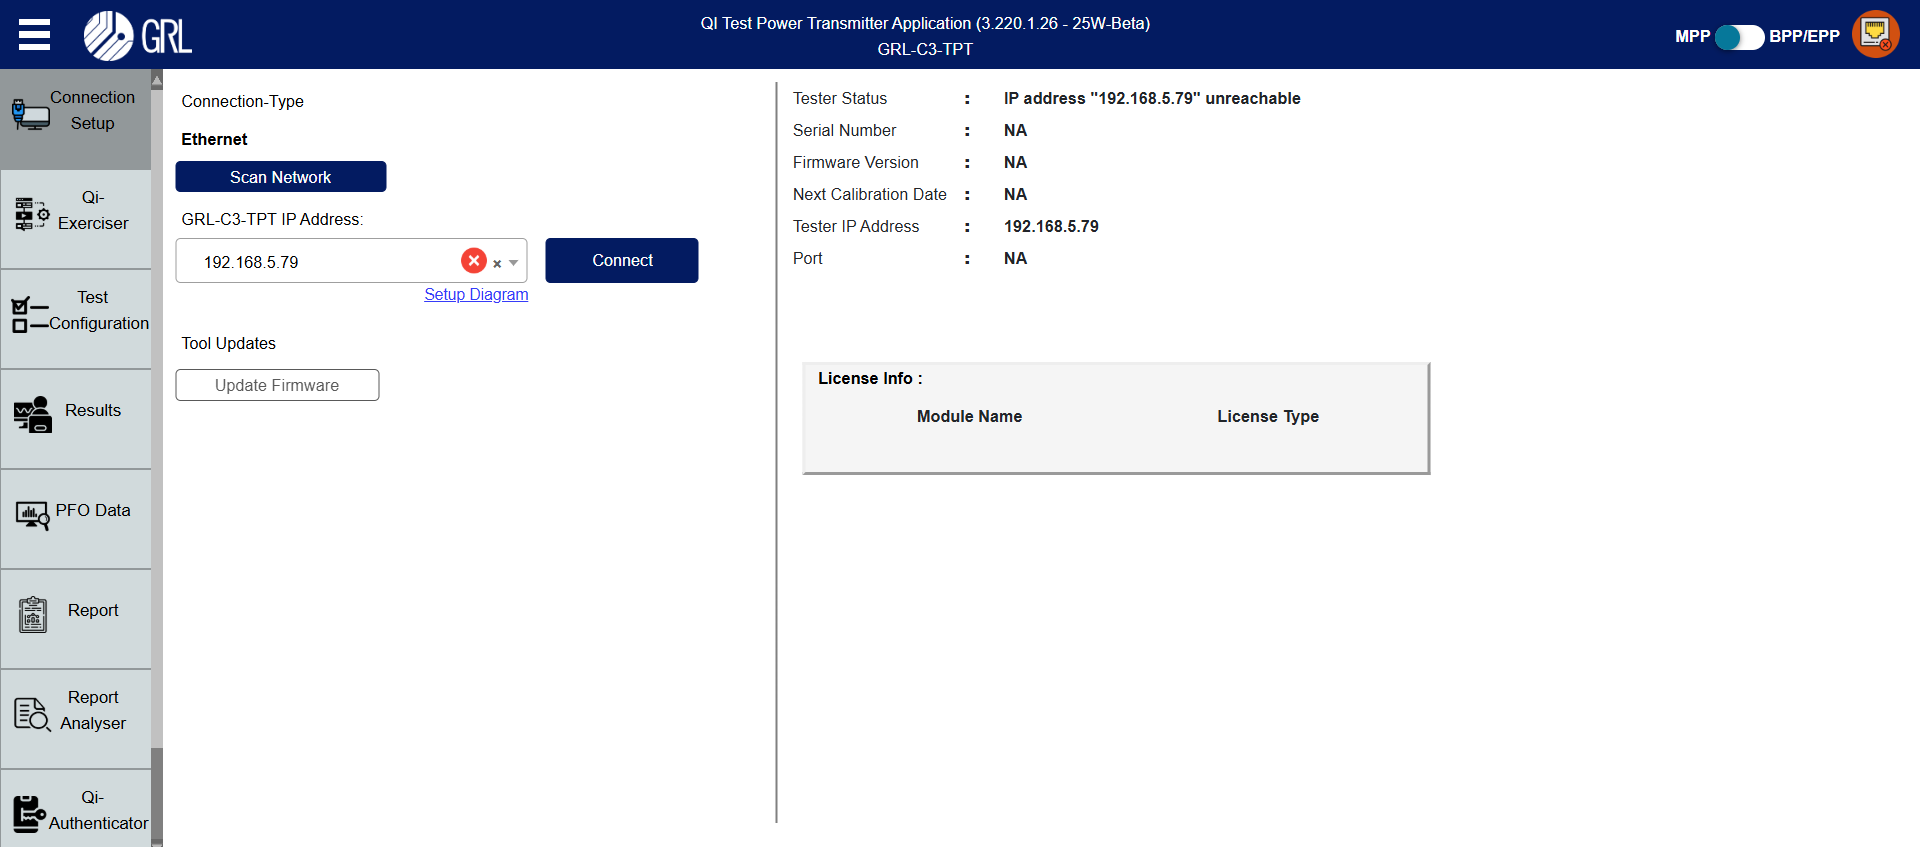 GRL
QI Test Power Transmitter Application (3.220.1.26 - 25W-Beta)
GRL-C3-TPT
MPP
BPP/EPP
Connection
Setup
Qi-
Exerciser
Test
Configuration
Results
PFO Data
Report
Report
Analyser
Qi-
Authenticator
Connection-Type
Ethernet
Scan Network
GRL-C3-TPT IP Address:
192.168.5.79
Connect
Setup Diagram
Tool Updates
Update Firmware
Tester Status : IP address "192.168.5.79" unreachable
Serial Number : NA
Firmware Version : NA
Next Calibration Date : NA
Tester IP Address : 192.168.5.79
Port : NA
License Info :
Module Name License Type